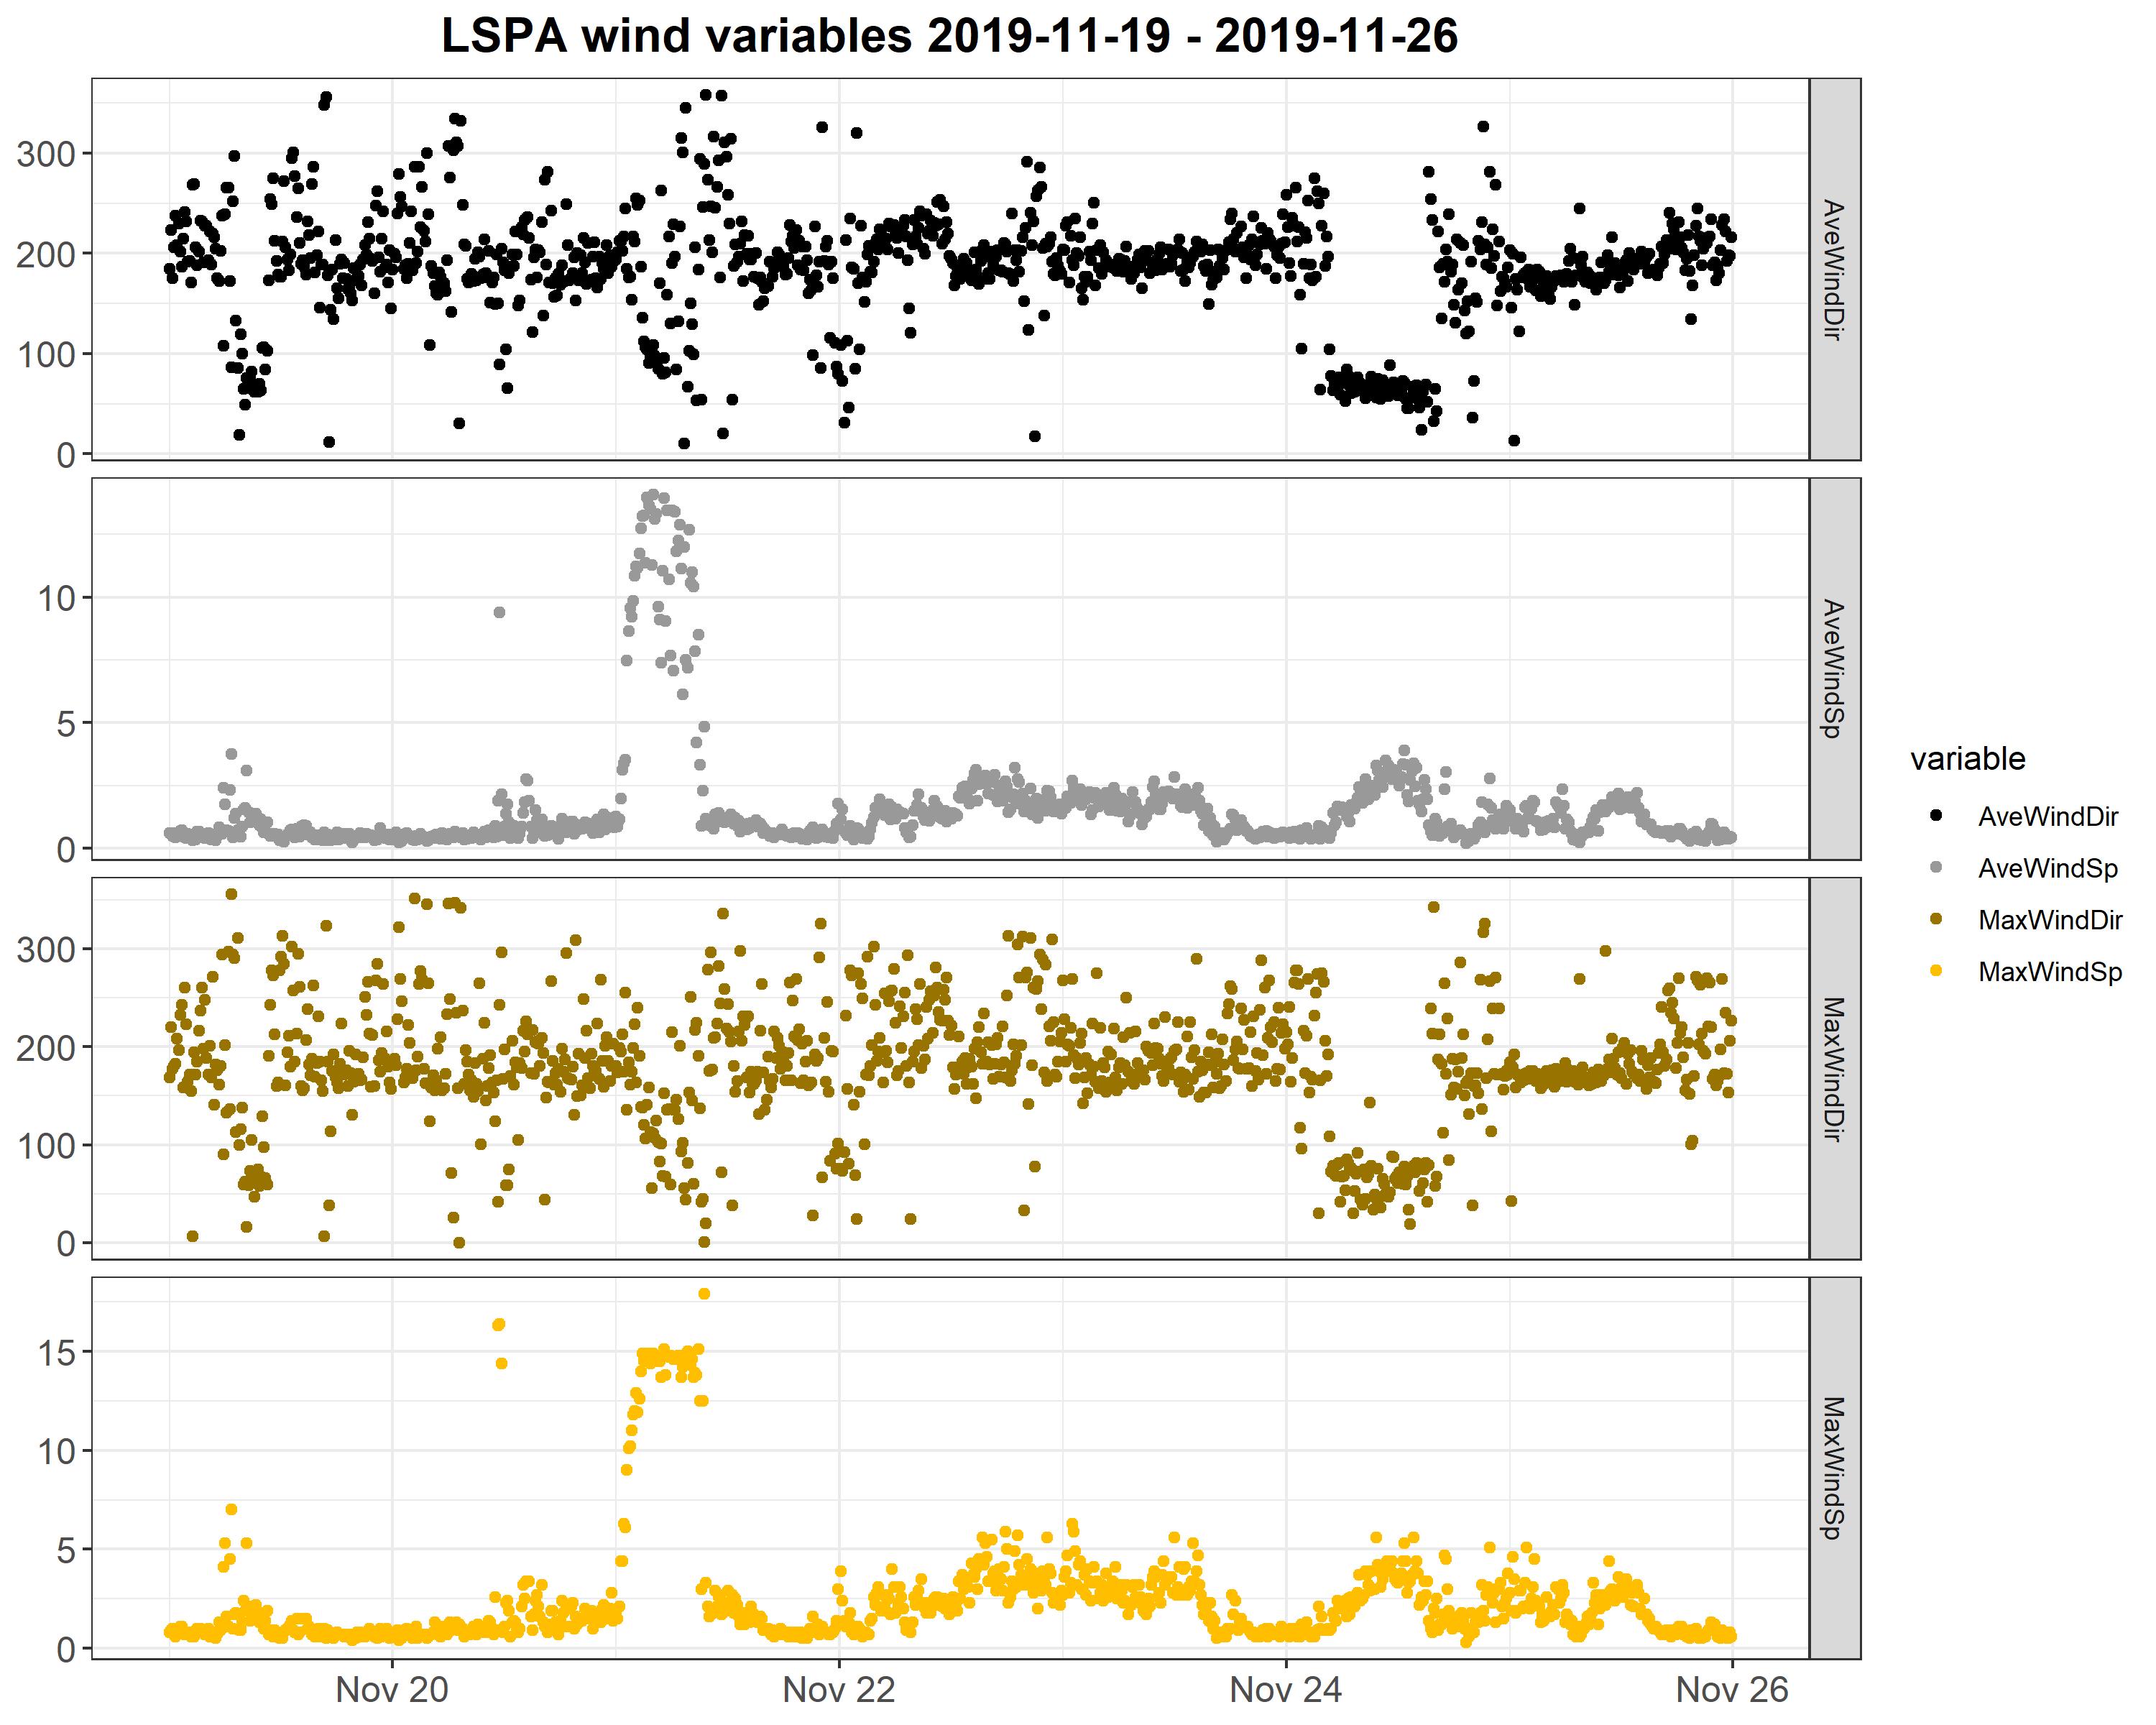 LSPA wind variables 2019-11-19 - 2019-11-26
300
200
100
0
AveWindDir
10
5
0
AveWindSp
300
200
100
0
MaxWindDir
15
10
5
0
MaxWindSp
Nov 20
Nov 22
Nov 24
Nov 26
variable
AveWindDir
AveWindSp
MaxWindDir
MaxWindSp